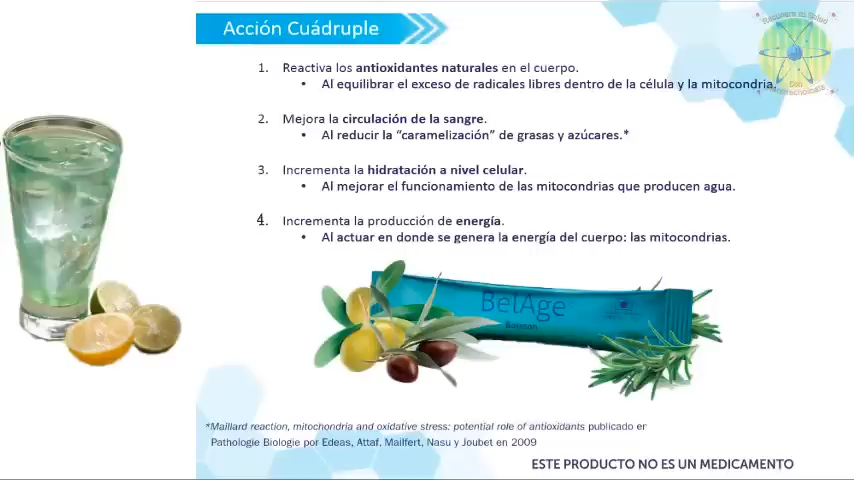 Acción Cuádruple
Recupera tu Salud
Con
1. Reactiva los antioxidantes naturales en el cuerpo.
• Al equilibrar el exceso de radicales libres dentro de la célula y la mitocondria.
2. Mejora la circulación de la sangre.
• Al reducir la “caramelización” de grasas y azúcares.*
3. Incrementa la hidratación a nivel celular.
• Al mejorar el funcionamiento de las mitocondrias que producen agua.
4. Incrementa la producción de energía.
• Al actuar en donde se genera la energía del cuerpo: las mitocondrias.
BelAge
*Maillard reaction, mitochondria and oxidative stress: potential role of antioxidants publicado en
Pathologie Biologie por Edeas, Attaf, Mailfert, Nasu y Joubet en 2009
ESTE PRODUCTO NO ES UN MEDICAMENTO